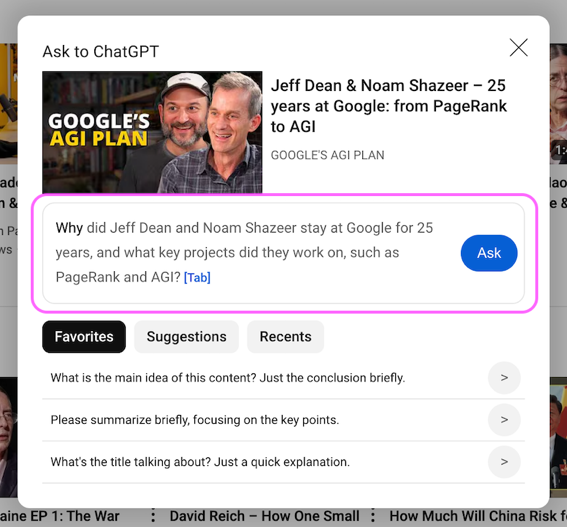 Ask to ChatGPT
GOOGLE'S
AGI PLAN
Jeff Dean & Noam Shazeer – 25
years at Google: from PageRank
to AGI
GOOGLE'S AGI PLAN
Why did Jeff Dean and Noam Shazeer stay at Google for 25
years, and what key projects did they work on, such as
PageRank and AGI? [Tab]
Ask
Favorites Suggestions Recents
What is the main idea of this content? Just the conclusion briefly. >
Please summarize briefly, focusing on the key points. >
What's the title talking about? Just a quick explanation. >
EP 1: The War
David Reich – How One Small
How Much Will China Risk